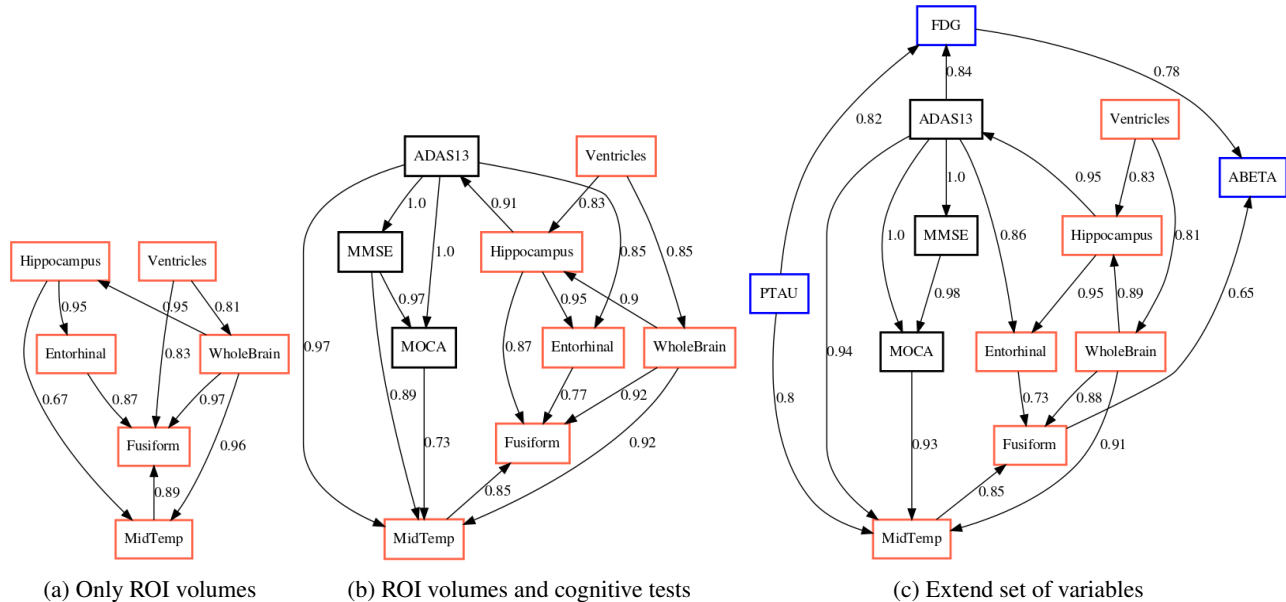 Hippocampus
Ventricles
0.95
0.95
0.81
Entorhinal
0.83
WholeBrain
0.67
0.87
0.97
Fusiform
0.96
0.89
MidTemp
(a) Only ROI volumes
ADAS13
Ventricles
1.0
0.91
0.83
MMSE
1.0
Hippocampus
0.85
0.85
0.97
0.95
0.9
0.97
MOCA
0.87
Entorhinal
WholeBrain
0.89
0.77
0.92
0.73
Fusiform
0.92
0.85
MidTemp
(b) ROI volumes and cognitive tests
FDG
0.84
0.78
0.82
ADAS13
Ventricles
1.0
0.95
0.83
ABETA
1.0
MMSE
0.86
Hippocampus
0.81
PTAU
0.98
0.95
0.89
0.65
0.94
MOCA
Entorhinal
WholeBrain
0.8
0.73
0.88
0.93
Fusiform
0.91
0.85
MidTemp
(c) Extend set of variables